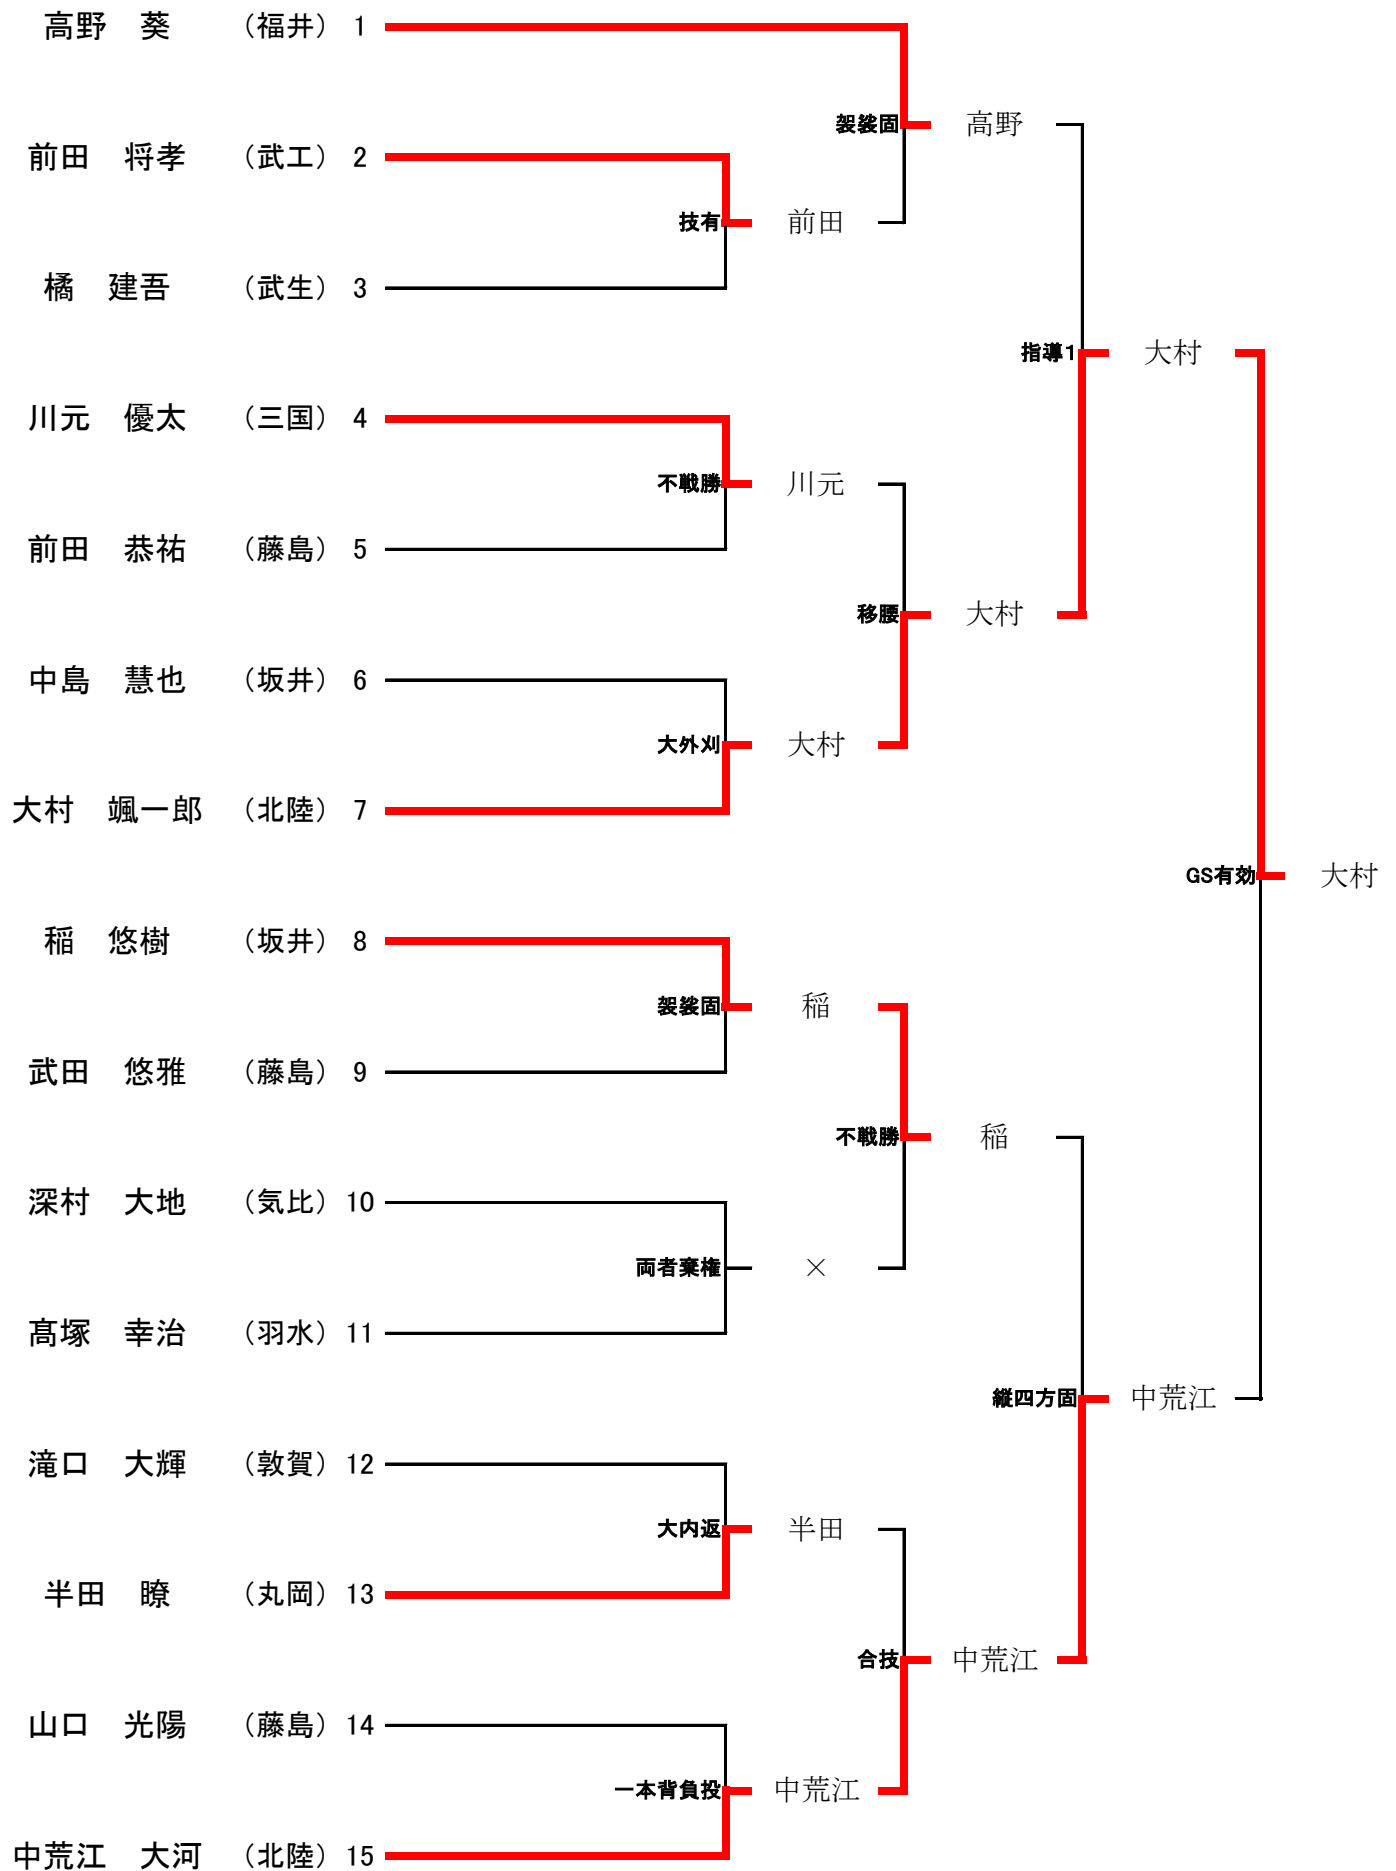 高野　葵　（福井）　1
袈裟固　高野
前田　将孝　（武工）　2
技有　前田
橘　建吾　（武生）　3
指導1　大村
川元　優太　（三国）　4
不戦勝　川元
前田　恭祐　（藤島）　5
移腰　大村
中島　慧也　（坂井）　6
大外刈　大村
大村　颯一郎　（北陸）　7
GS有効　大村
稲　悠樹　（坂井）　8
袈裟固　稲
武田　悠雅　（藤島）　9
不戦勝　稲
深村　大地　（気比）　10
両者棄権　×
髙塚　幸治　（羽水）　11
縦四方固　中荒江
滝口　大輝　（敦賀）　12
大内返　半田
半田　瞭　（丸岡）　13
合技　中荒江
山口　光陽　（藤島）　14
一本背負投　中荒江
中荒江　大河　（北陸）　15